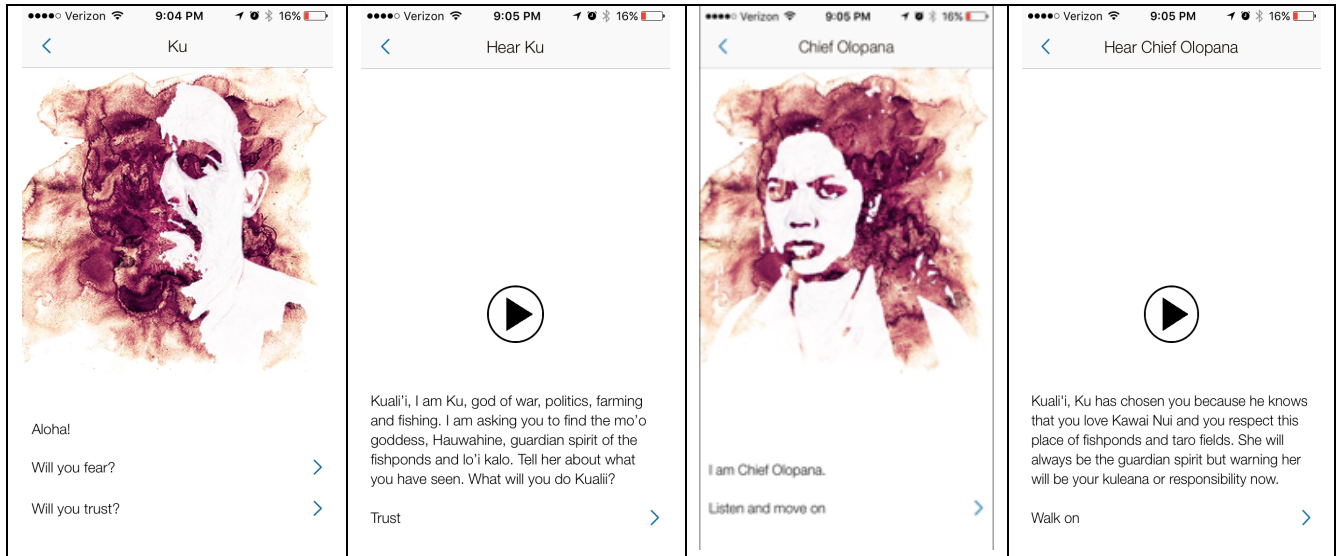 Verizon 9:04 PM 16%
Ku
Aloha!
Will you fear?
Will you trust?
Verizon 9:05 PM 16%
Hear Ku
Kuali'i, I am Ku, god of war, politics, farming
and fishing. I am asking you to find the mo'o
goddess, Hauwahine, guardian spirit of the
fishponds and lo'i kalo. Tell her about what
you have seen. What will you do Kualii?
Trust
Verizon 9:05 PM 16%
Chief Olopana
I am Chief Olopana.
Listen and move on
Verizon 9:05 PM 16%
Hear Chief Olopana
Kuali'i, Ku has chosen you because he knows
that you love Kawai Nui and you respect this
place of fishponds and taro fields. She will
always be the guardian spirit but warning her
will be your kuleana or responsibility now.
Walk on